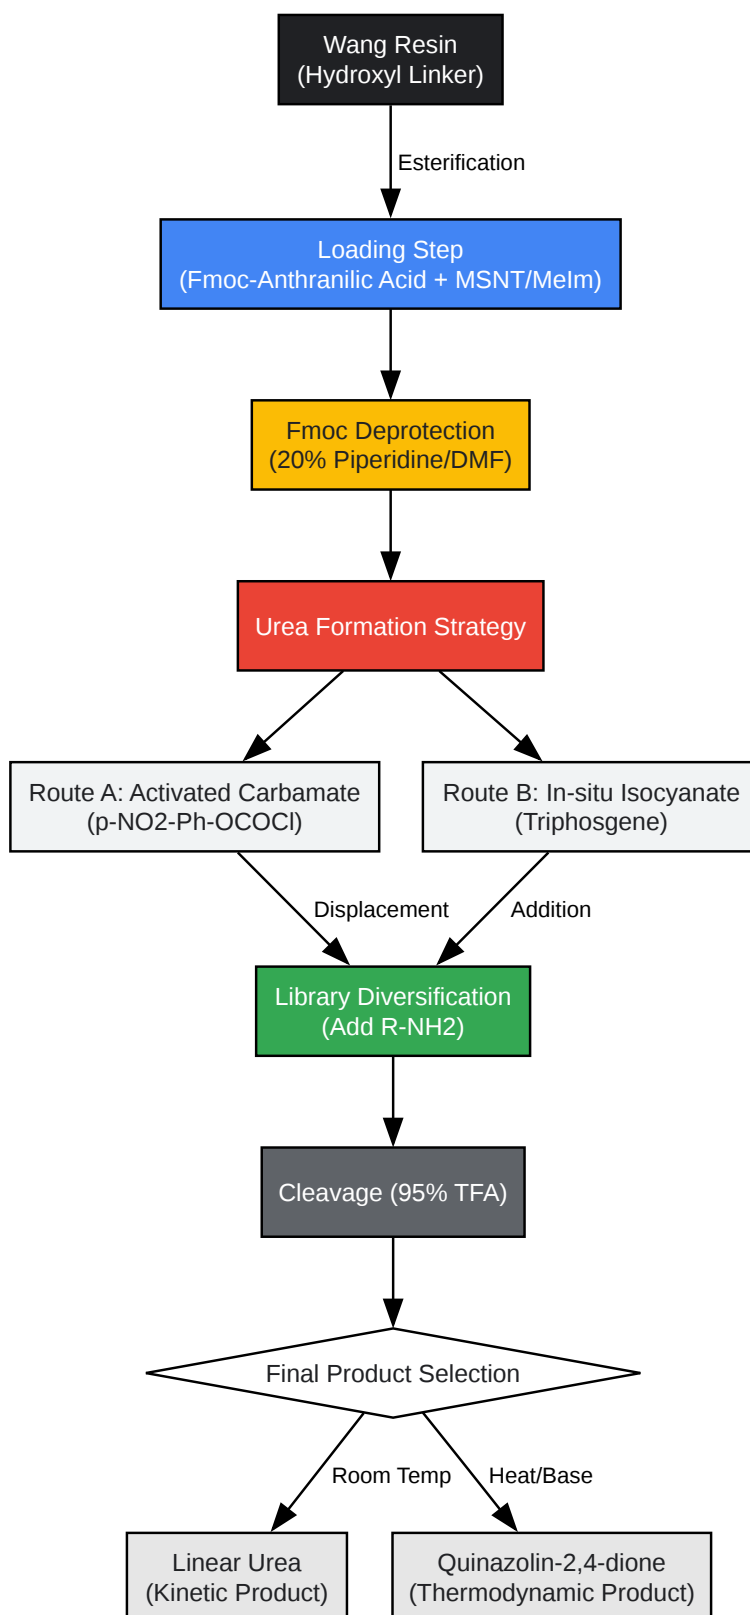 Wang Resin
(Hydroxyl Linker)
Esterification
Loading Step
(Fmoc-Anthranilic Acid + MSNT/MeIm)
Fmoc Deprotection
(20% Piperidine/DMF)
Urea Formation Strategy
Route A: Activated Carbamate
(p-NO2-Ph-OCOCl)
Route B: In-situ Isocyanate
(Triphosgene)
Displacement
Addition
Library Diversification
(Add R-NH2)
Cleavage (95% TFA)
Final Product Selection
Room Temp
Heat/Base
Linear Urea
(Kinetic Product)
Quinazolin-2,4-dione
(Thermodynamic Product)